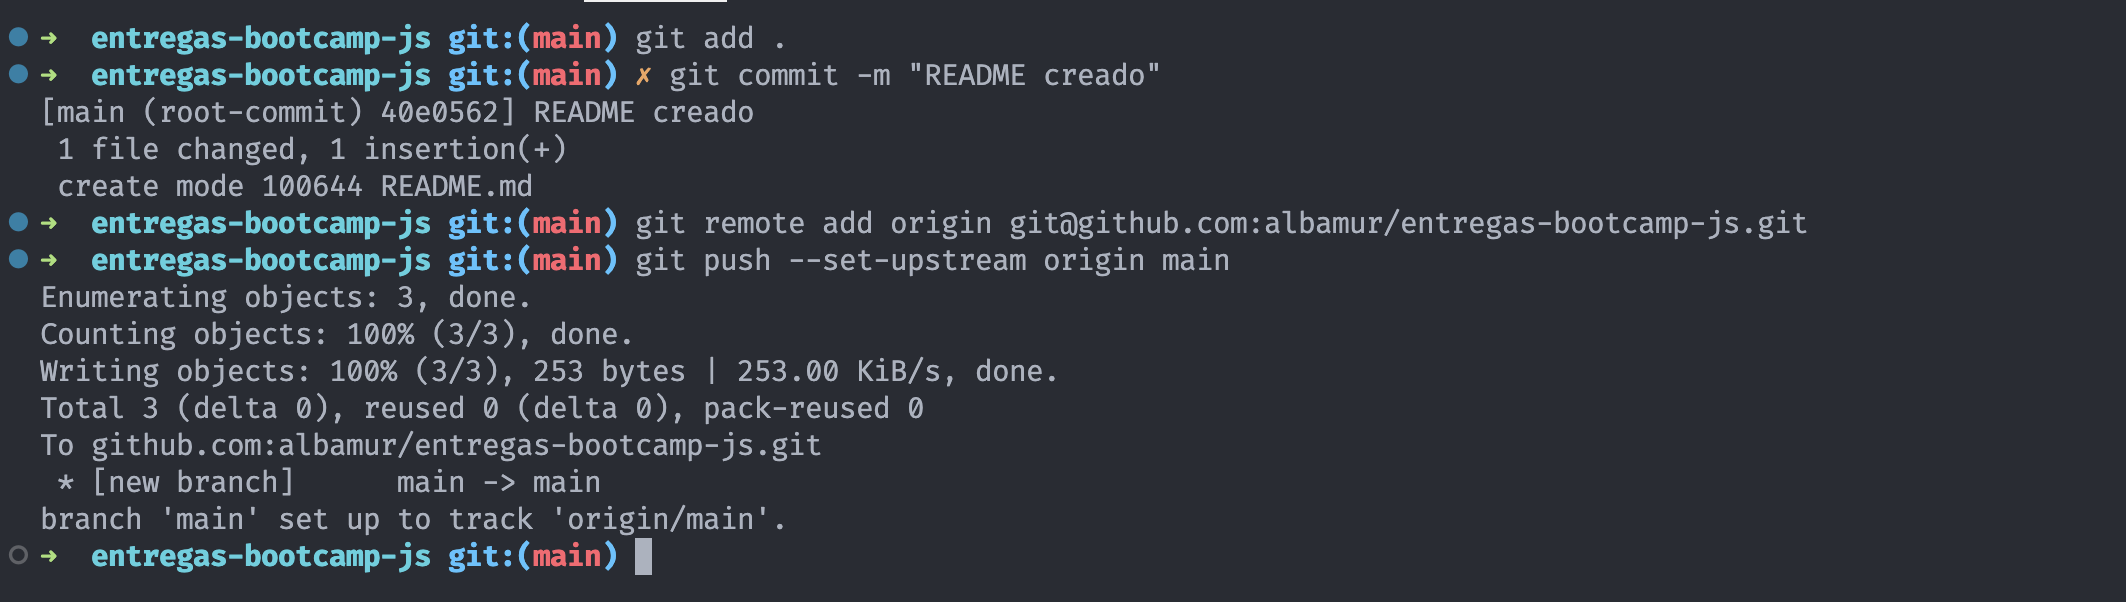 ➜  entregas-bootcamp-js git:(main) git add .
➜  entregas-bootcamp-js git:(main) ✗ git commit -m "README creado"
[main (root-commit) 40e0562] README creado
 1 file changed, 1 insertion(+)
 create mode 100644 README.md
➜  entregas-bootcamp-js git:(main) git remote add origin git@github.com:albamur/entregas-bootcamp-js.git
➜  entregas-bootcamp-js git:(main) git push --set-upstream origin main
Enumerating objects: 3, done.
Counting objects: 100% (3/3), done.
Writing objects: 100% (3/3), 253 bytes | 253.00 KiB/s, done.
Total 3 (delta 0), reused 0 (delta 0), pack-reused 0
To github.com:albamur/entregas-bootcamp-js.git
 * [new branch]      main -> main
branch 'main' set up to track 'origin/main'.
➜  entregas-bootcamp-js git:(main)